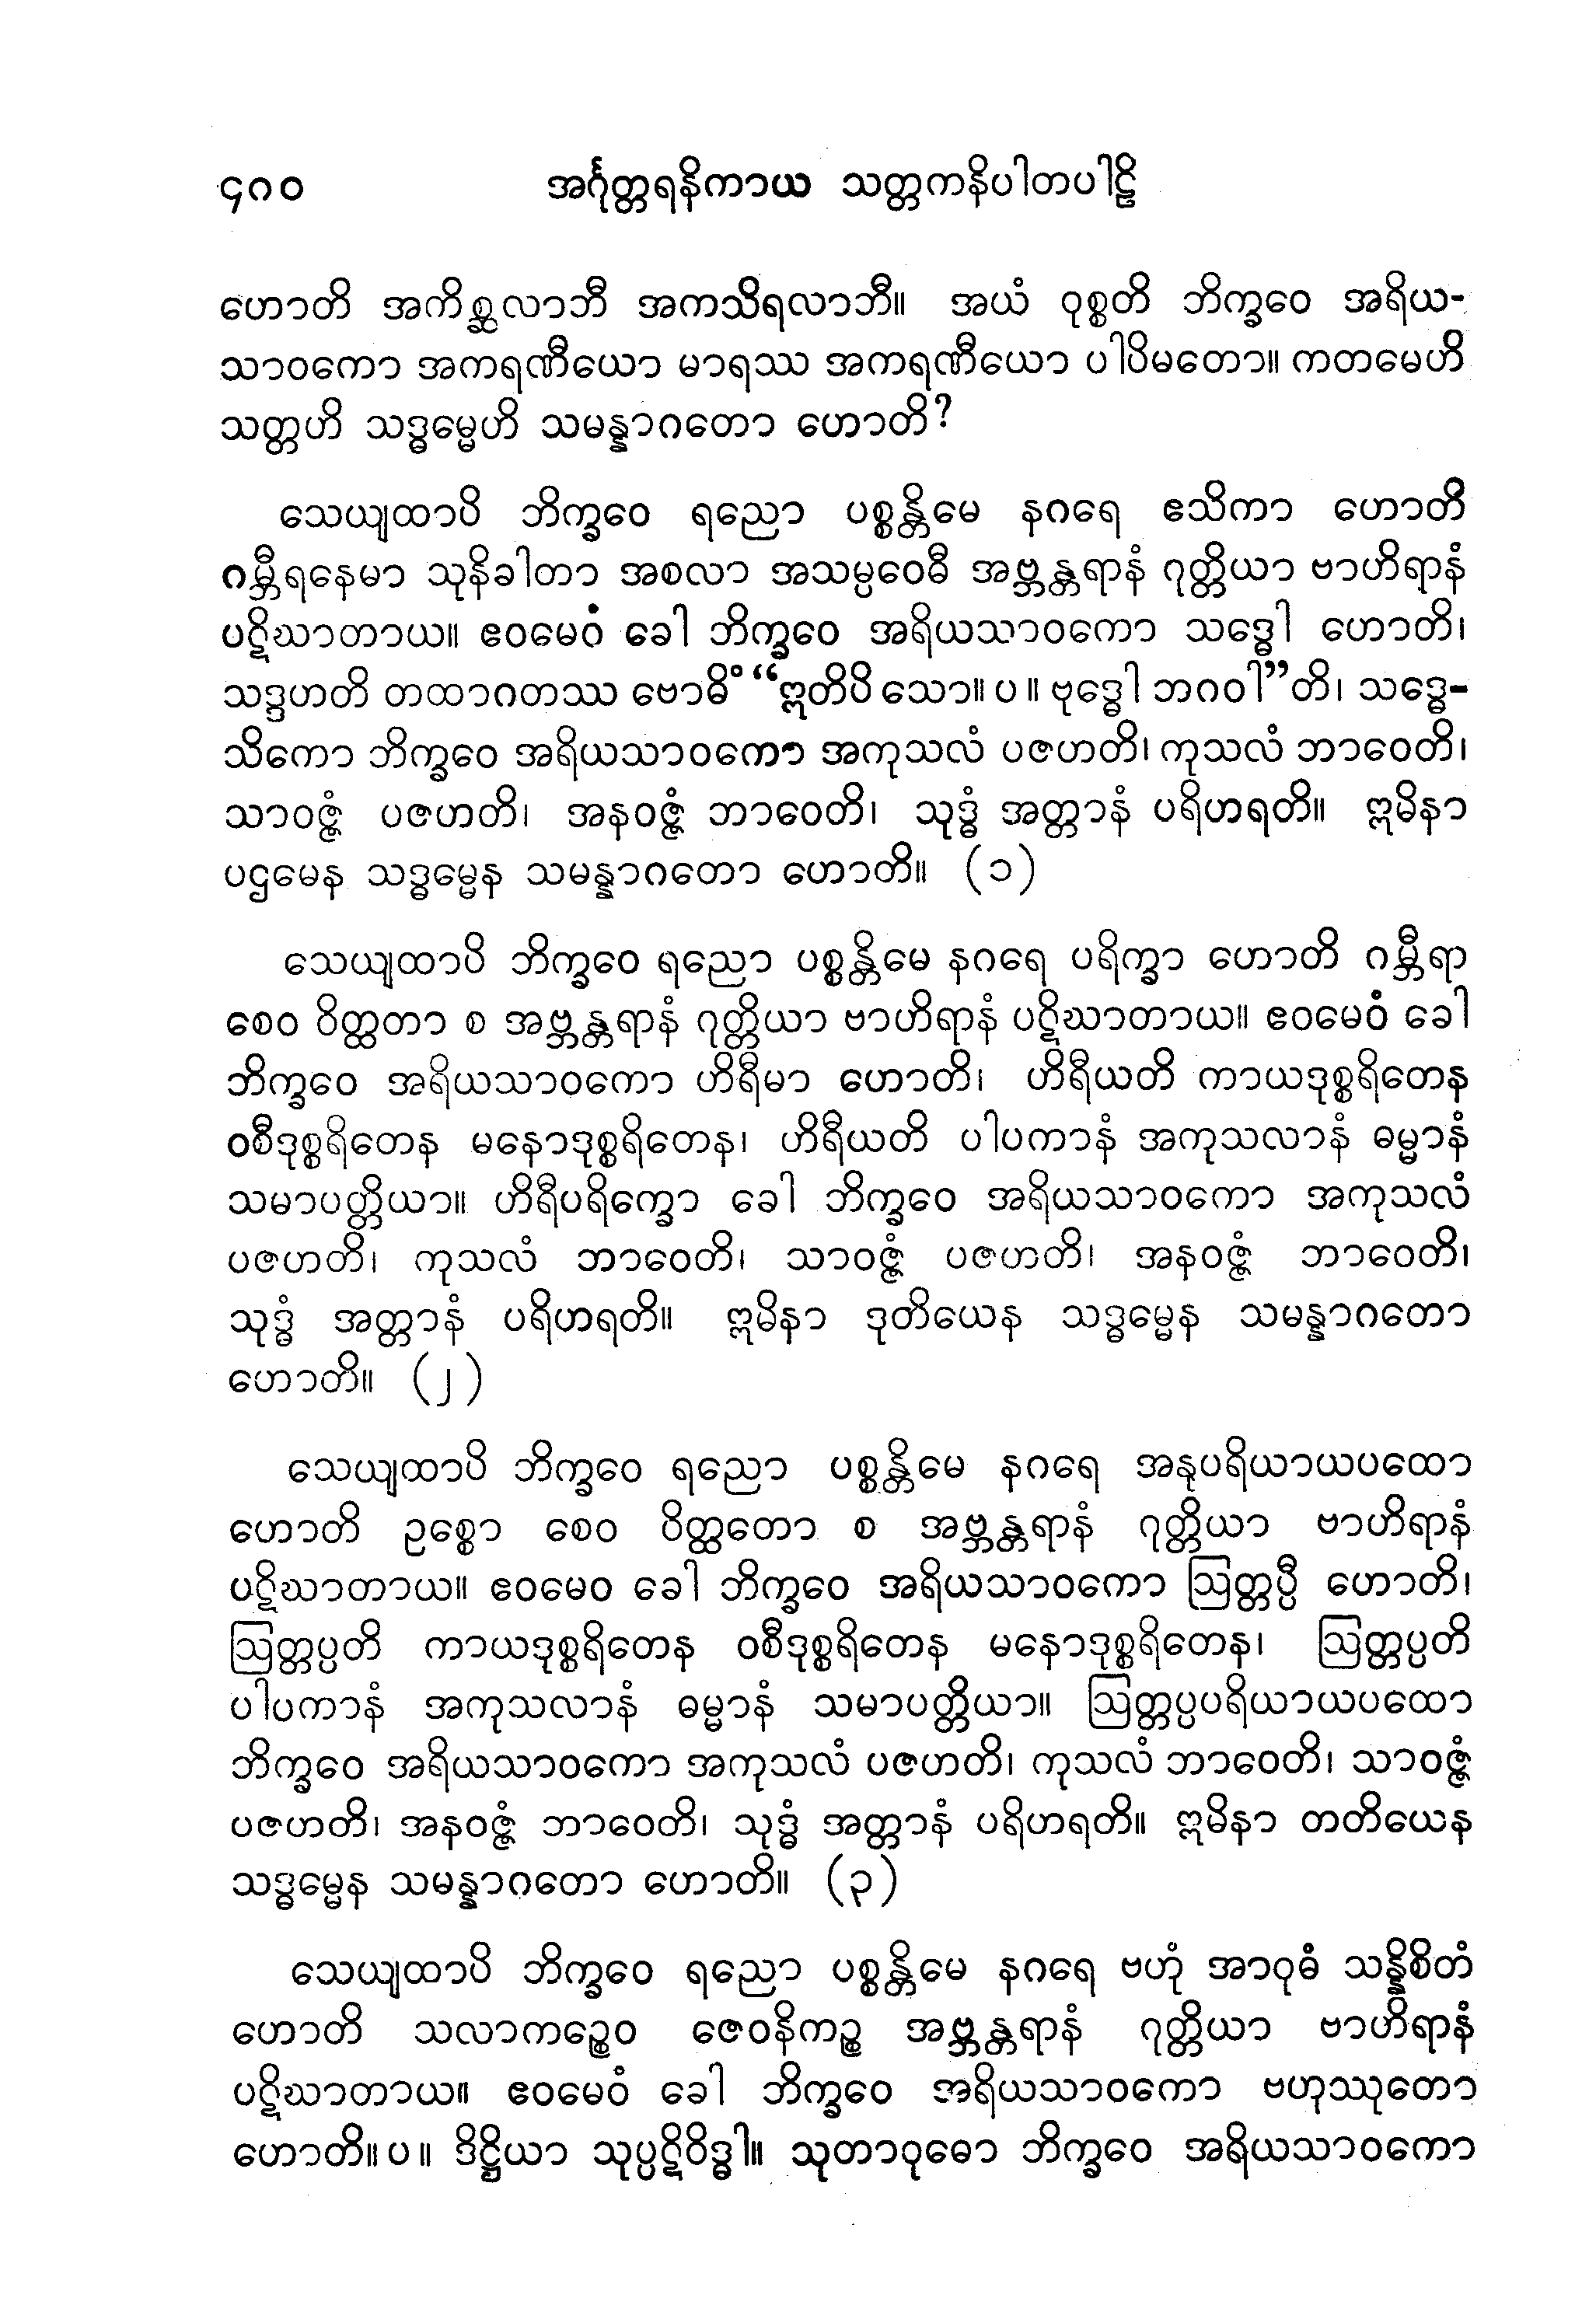 ၄၈၀ အင်္ဂုတ္တရနိကာယ သတ္တကနိပါတပါဠိ
ဟောတိ အကိစ္ဆလာဘီ အကသိရလာဘီ။ အယံ ဝုစ္စတိ ဘိက္ခဝေ အရိယ-
သာဝကော အကရဏီယော မာရဿ အကရဏီယော ပါပိမတော။ ကတမေဟိ
သတ္တဟိ သဒ္ဓမ္မေဟိ သမန္နာဂတော ဟောတိ?
သေယျထာပိ ဘိက္ခဝေ ရညော ပစ္စန္တိမေ နဂရေ ဧသိကာ ဟောတိ
ဂမ္ဘီရနေမာ သုနိခါတာ အစလာ အသမ္ပဝေဓီ အဗ္ဘန္တရာနံ ဂုတ္တိယာ ဗာဟိရာနံ
ပဋိဃာတာယ။ ဧဝမေဝံ ခေါ ဘိက္ခဝေ အရိယသာဝကော သဒ္ဓေါ ဟောတိ၊
သဒ္ဒဟတိ တထာဂတဿ ဗောဓိံ “ဣတိပိ သော။ ပ ။ ဗုဒ္ဓေါ ဘဂဝါ”တိ၊ သဒ္ဓေ-
သိကော ဘိက္ခဝေ အရိယသာဝကော အကုသလံ ပဇဟတိ၊ ကုသလံ ဘာဝေတိ၊
သာဝဇ္ဇံ ပဇဟတိ၊ အနဝဇ္ဇံ ဘာဝေတိ၊ သုဒ္ဓံ အတ္တာနံ ပရိဟရတိ။ ဣမိနာ
ပဌမေန သဒ္ဓမ္မေန သမန္နာဂတော ဟောတိ။ (၁)
သေယျထာပိ ဘိက္ခဝေ ရညော ပစ္စန္တိမေ နဂရေ ပရိက္ခာ ဟောတိ ဂမ္ဘီရာ
စေဝ ဝိတ္ထတာ စ အဗ္ဘန္တရာနံ ဂုတ္တိယာ ဗာဟိရာနံ ပဋိဃာတာယ။ ဧဝမေဝံ ခေါ
ဘိက္ခဝေ အရိယသာဝကော ဟိရီမာ ဟောတိ၊ ဟိရီယတိ ကာယဒုစ္စရိတေန
ဝစီဒုစ္စရိတေန မနောဒုစ္စရိတေန၊ ဟိရီယတိ ပါပကာနံ အကုသလာနံ ဓမ္မာနံ
သမာပတ္တိယာ။ ဟိရီပရိက္ခော ခေါ ဘိက္ခဝေ အရိယသာဝကော အကုသလံ
ပဇဟတိ၊ ကုသလံ ဘာဝေတိ၊ သာဝဇ္ဇံ ပဇဟတိ၊ အနဝဇ္ဇံ ဘာဝေတိ၊
သုဒ္ဓံ အတ္တာနံ ပရိဟရတိ။ ဣမိနာ ဒုတိယေန သဒ္ဓမ္မေန သမန္နာဂတော
ဟောတိ။ (၂)
သေယျထာပိ ဘိက္ခဝေ ရညော ပစ္စန္တိမေ နဂရေ အနုပရိယာယပထော
ဟောတိ ဥစ္စော စေဝ ဝိတ္ထတော စ အဗ္ဘန္တရာနံ ဂုတ္တိယာ ဗာဟိရာနံ
ပဋိဃာတာယ။ ဧဝမေဝ ခေါ ဘိက္ခဝေ အရိယသာဝကော ဩတ္တပ္ပီ ဟောတိ၊
ဩတ္တပ္ပတိ ကာယဒုစ္စရိတေန ဝစီဒုစ္စရိတေန မနောဒုစ္စရိတေန၊ ဩတ္တပ္ပတိ
ပါပကာနံ အကုသလာနံ ဓမ္မာနံ သမာပတ္တိယာ။ ဩတ္တပ္ပပရိယာယပထော
ဘိက္ခဝေ အရိယသာဝကော အကုသလံ ပဇဟတိ၊ ကုသလံ ဘာဝေတိ၊ သာဝဇ္ဇံ
ပဇဟတိ၊ အနဝဇ္ဇံ ဘာဝေတိ၊ သုဒ္ဓံ အတ္တာနံ ပရိဟရတိ။ ဣမိနာ တတိယေန
သဒ္ဓမ္မေန သမန္နာဂတော ဟောတိ။ (၃)
သေယျထာပိ ဘိက္ခဝေ ရညော ပစ္စန္တိမေ နဂရေ ဗဟုံ အာဝုဓံ သန္နိစိတံ
ဟောတိ သလာကဉ္စေဝ ဇေဝနိကဉ္စ အဗ္ဘန္တရာနံ ဂုတ္တိယာ ဗာဟိရာနံ
ပဋိဃာတာယ။ ဧဝမေဝံ ခေါ ဘိက္ခဝေ အရိယသာဝကော ဗဟုဿုတော
ဟောတိ။ ပ ။ ဒိဋ္ဌိယာ သုပ္ပဋိဝိဒ္ဓါ။ သုတာဝုဓော ဘိက္ခဝေ အရိယသာဝကော